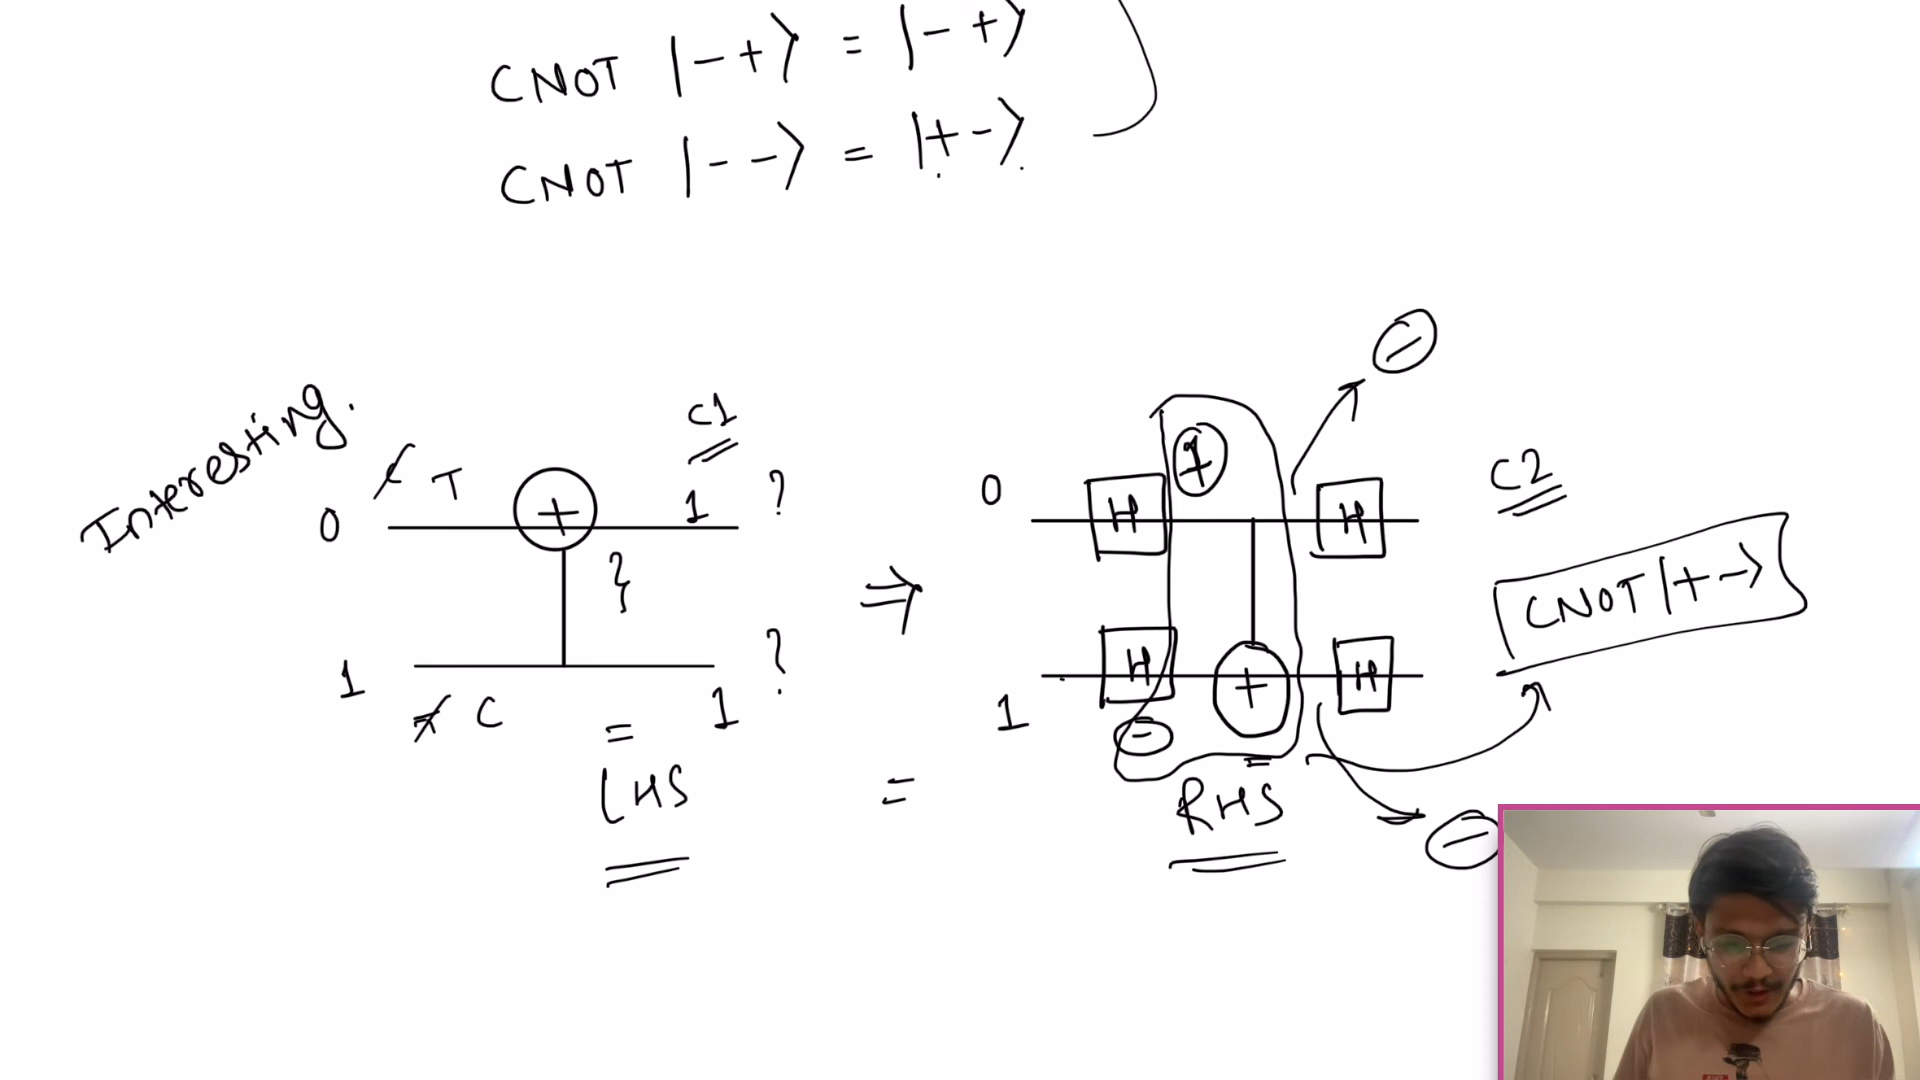 CNOT |- +⟩ = |- +⟩
CNOT |- -⟩ = |+ -⟩
Interesting.
C1
T
0 + 1 ?
}
1 ?
C 1
=
LHS
⇒
=
-
+
0 H H
C2
CNOT |+ -⟩
H + H
1
-
=
RHS
-